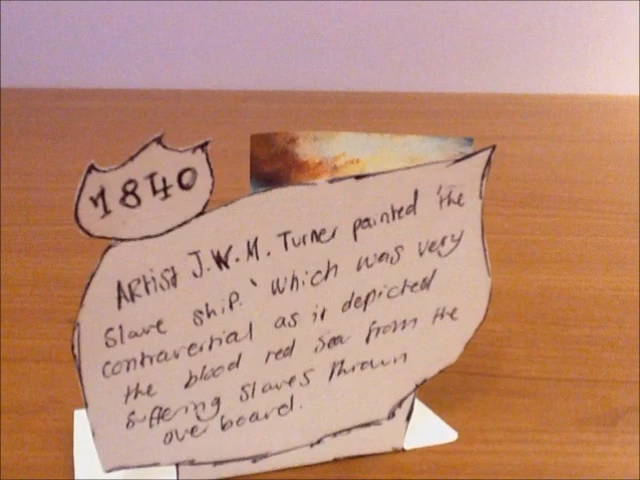 1840
Artist J.W.M. Turner painted 'the
Slave ship.' Which was very
contravertial as it depicted
the blood red sea from the
suffering slaves thrown
over board.